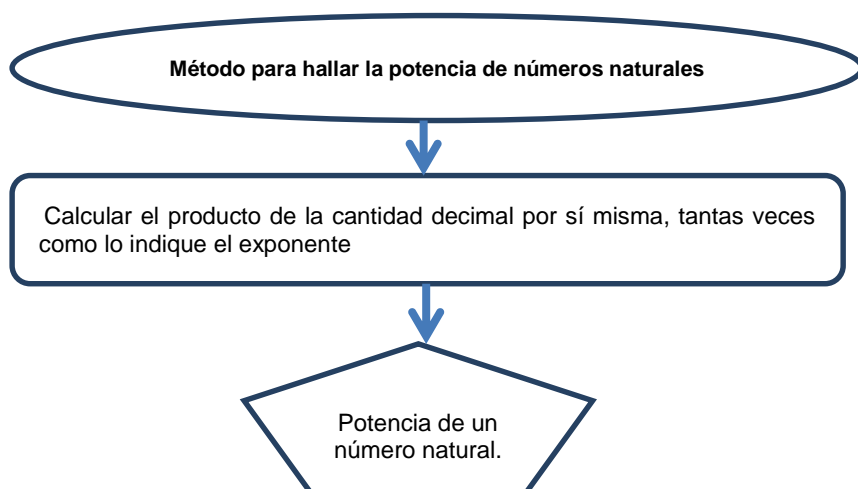 Método para hallar la potencia de números naturales
Calcular el producto de la cantidad decimal por sí misma, tantas veces
como lo indique el exponente
Potencia de un
número natural.